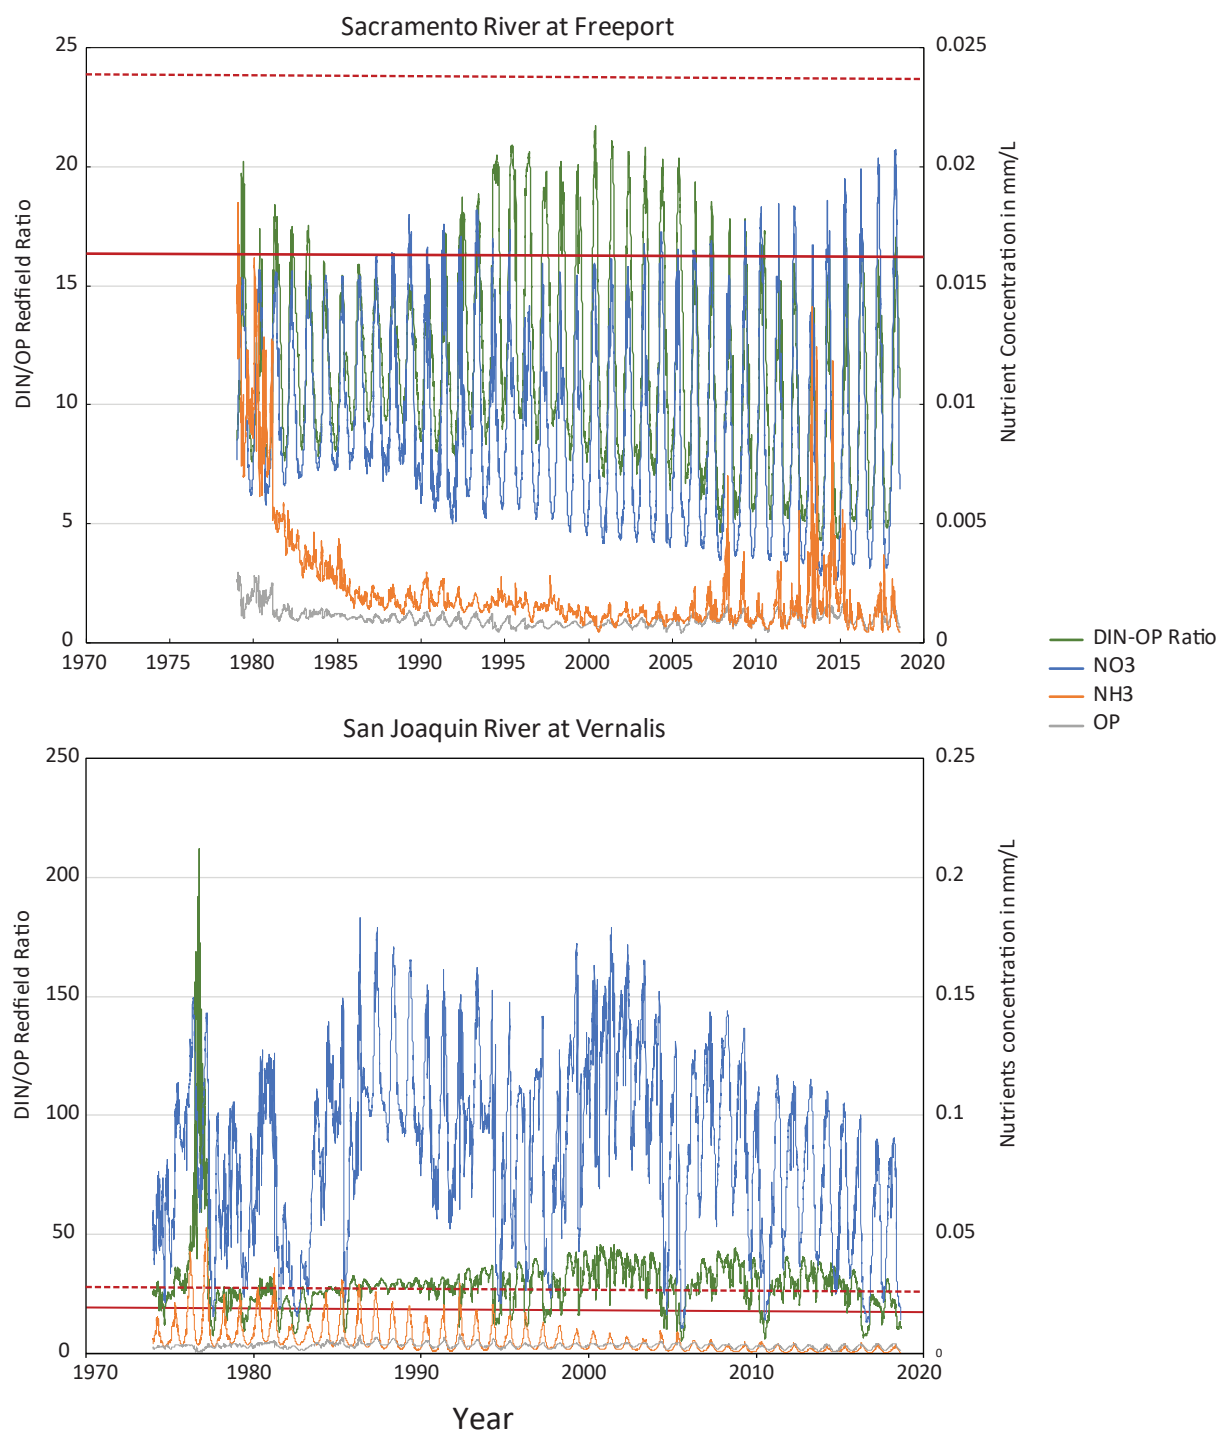 Sacramento River at Freeport
25
20
15
10
5
0
DIN/OP Redfield Ratio
0.025
0.020
0.015
0.010
0.005
0
Nutrient Concentration in mm/L
1970 1975 1980 1985 1990 1995 2000 2005 2010 2015 2020
DIN-OP Ratio
NO3
NH3
OP
San Joaquin River at Vernalis
250
200
150
100
50
0
DIN/OP Redfield Ratio
0.25
0.2
0.15
0.1
0.05
0
Nutrients concentration in mm/L
1970 1980 1990 2000 2010 2020
Year